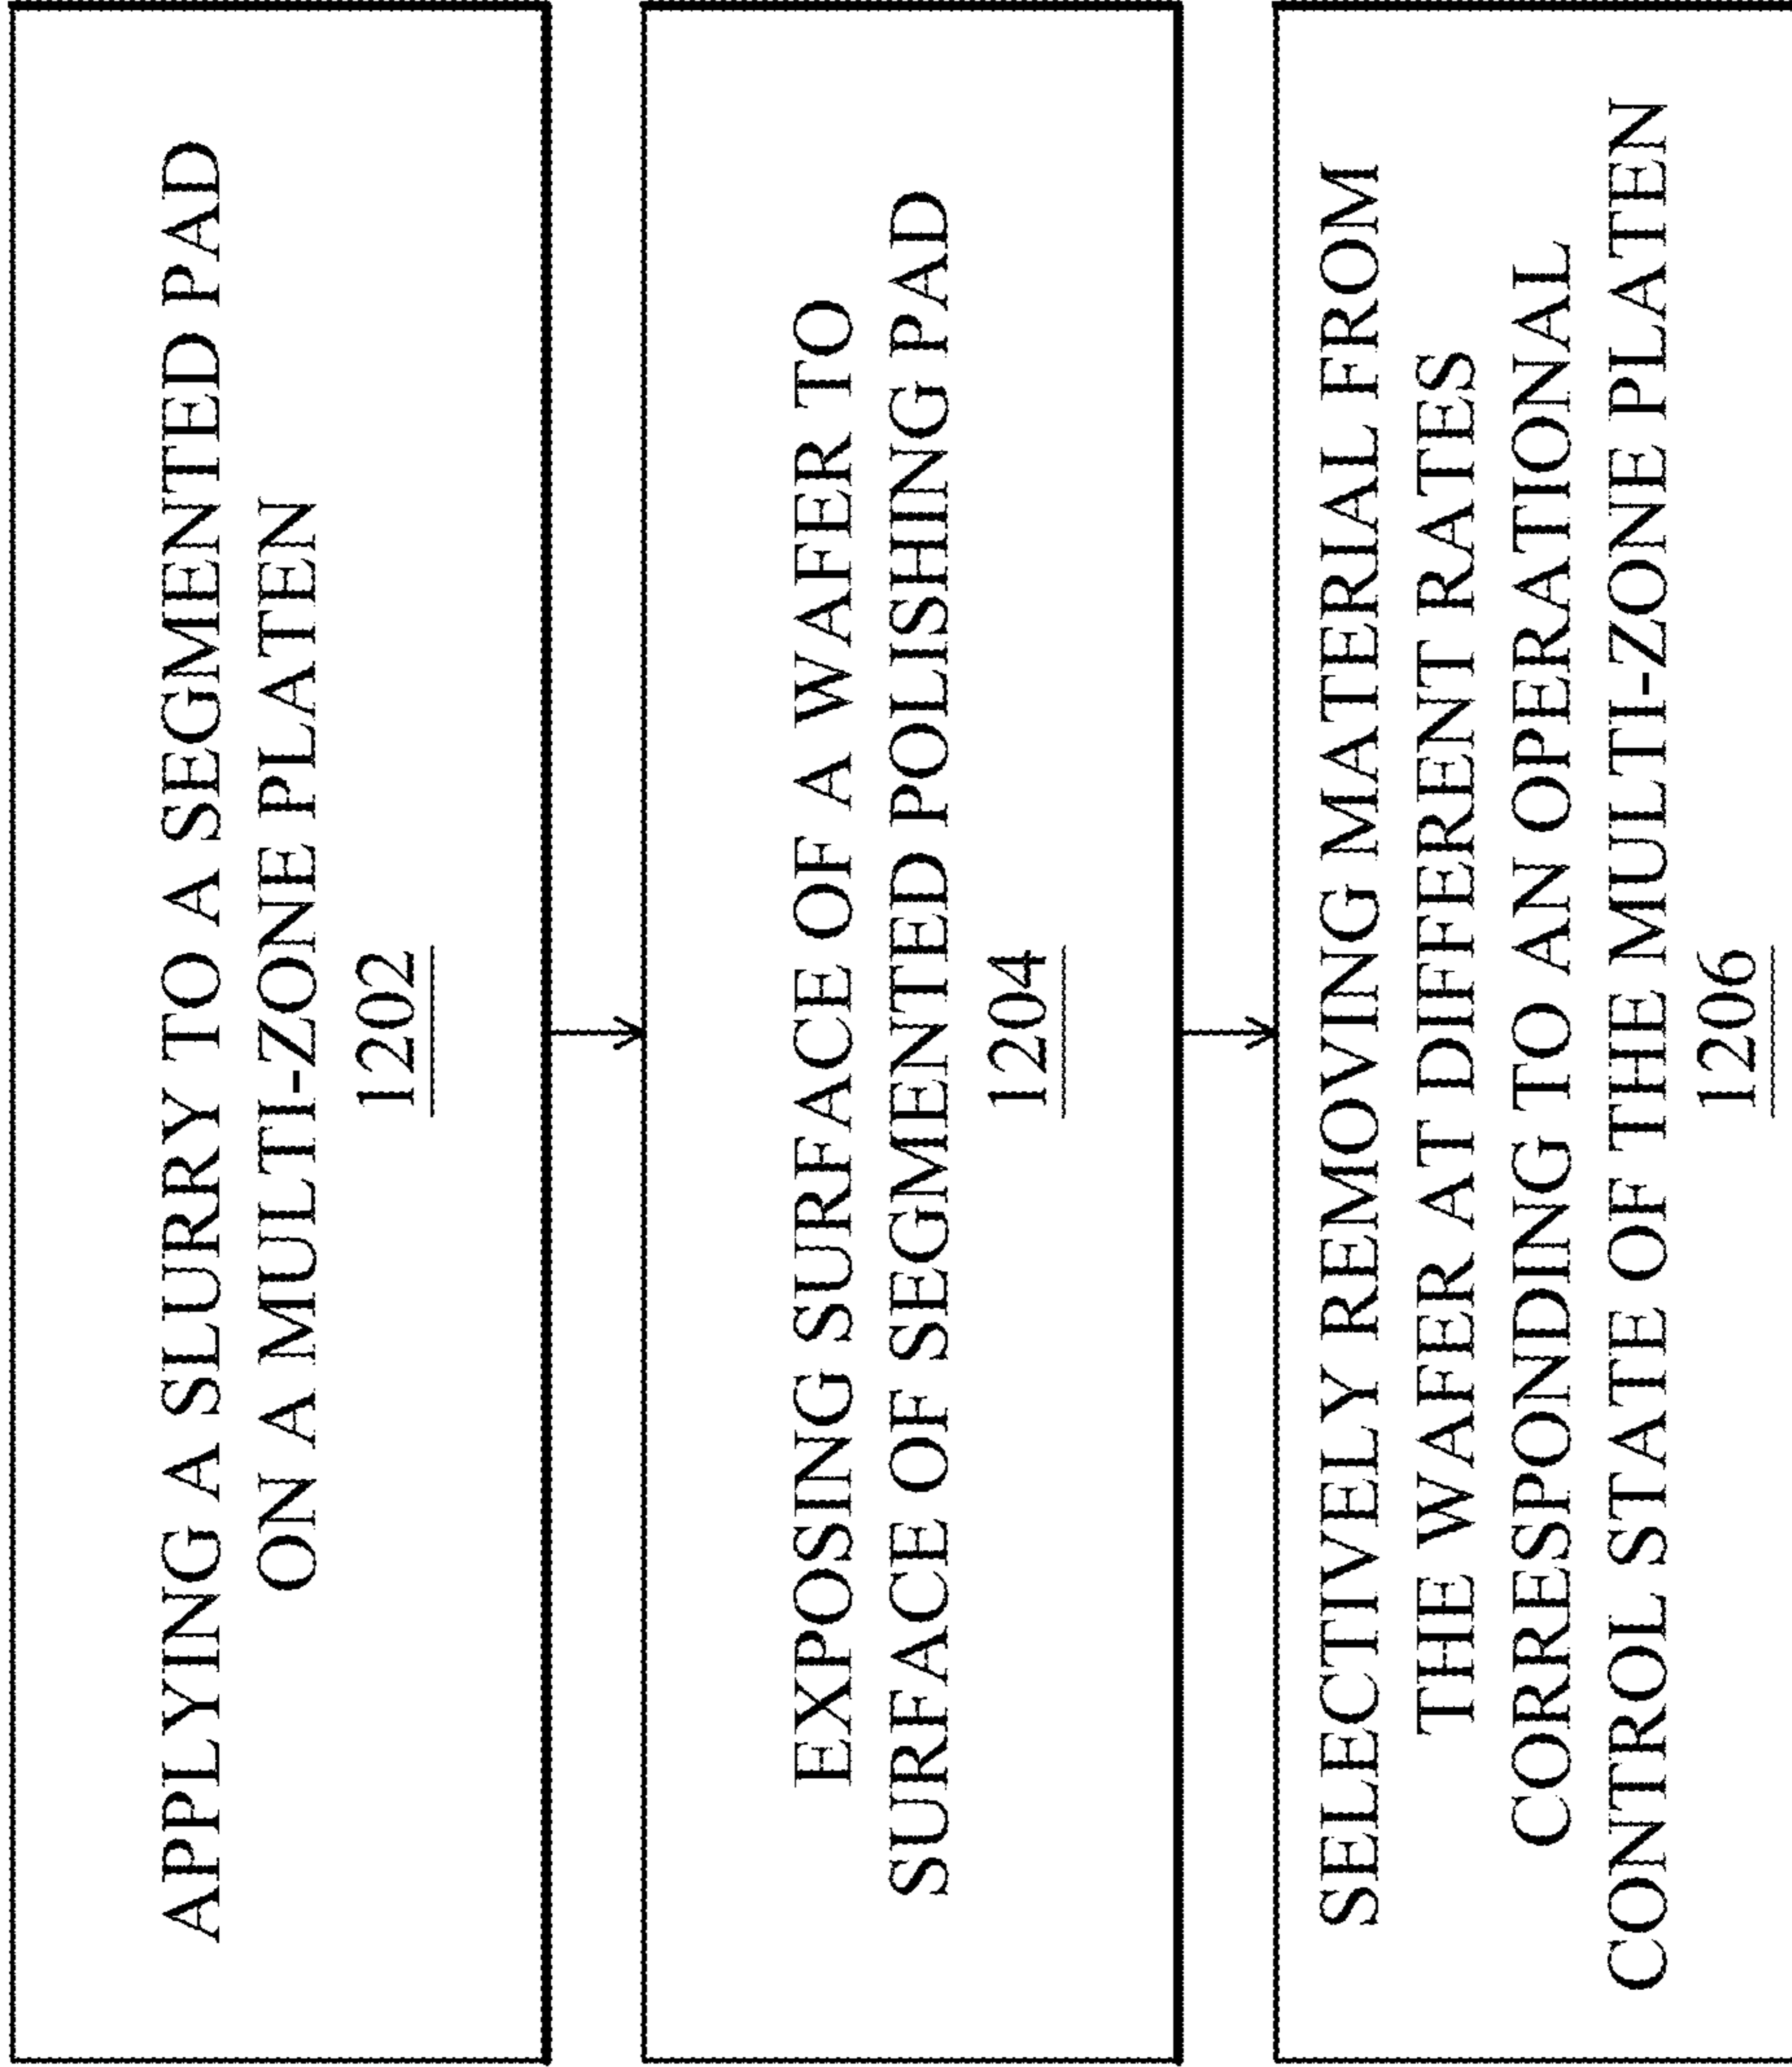 APPLYING A SLURRY TO A SEGMENTED PAD
ON A MULTI-ZONE PLATEN
1202
EXPOSING SURFACE OF A WAFER TO
SURFACE OF SEGMENTED POLISHING PAD
1204
SELECTIVELY REMOVING MATERIAL FROM
THE WAFER AT DIFFERENT RATES
CORRESPONDING TO AN OPERATIONAL
CONTROL STATE OF THE MULTI-ZONE PLATEN
1206